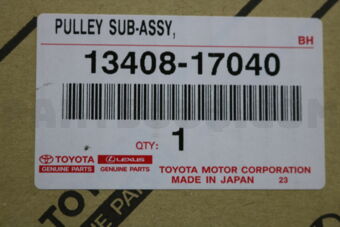 PULLEY SUB-ASSY,
BH
13408-17040
QTY: 1
TOYOTA
GENUINE PARTS
LEXUS
GENUINE PARTS
TOYOTA MOTOR CORPORATION
MADE IN JAPAN 23